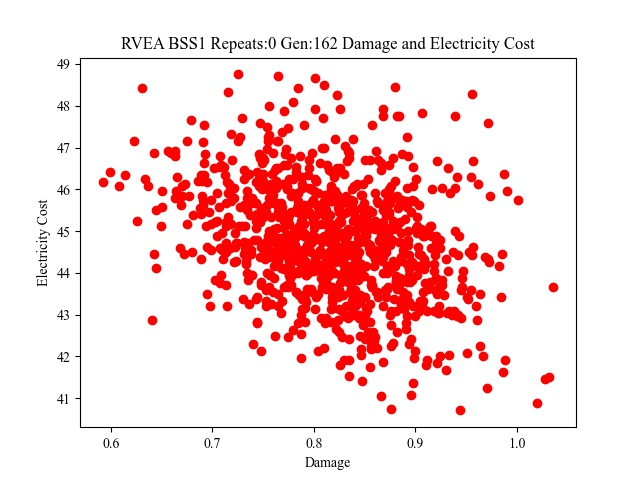 RVEA BSS1 Repeats:0 Gen:162 Damage and Electricity Cost
49
48
47
46
45
44
43
42
41
Electricity Cost
0.6 0.7 0.8 0.9 1.0
Damage